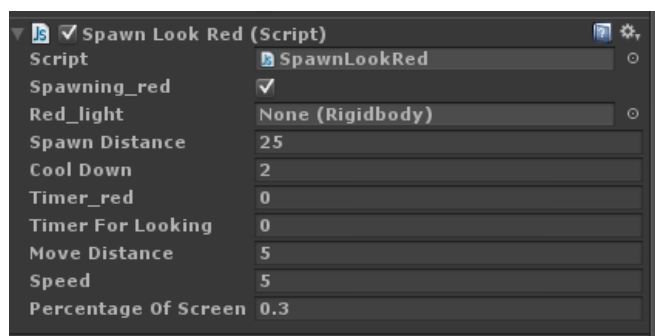 Js Spawn Look Red (Script)
Script SpawnLookRed
Spawning_red
Red_light None (Rigidbody)
Spawn Distance 25
Cool Down 2
Timer_red 0
Timer For Looking 0
Move Distance 5
Speed 5
Percentage Of Screen 0.3